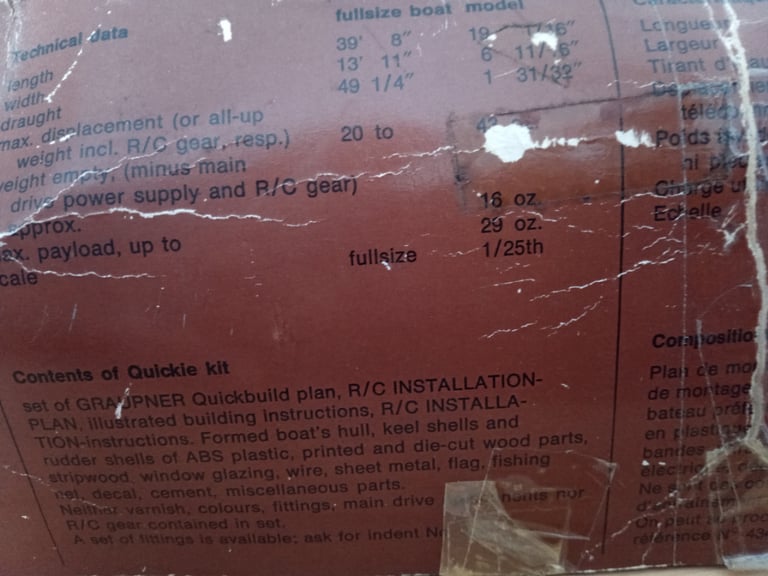 Technical data
fullsize boat model
length 39' 8" 19
width 13' 11" 6 11/16"
draught 49 1/4" 1 31/32"
max. displacement (or all-up
weight incl. R/C gear, resp.) 20 to
weight empty, (minus main
drive power supply and R/C gear)
approx. 16 oz.
max. payload, up to 29 oz.
scale fullsize 1/25th
Contents of Quickie kit
set of GRAUPNER Quickbuild plan, R/C INSTALLATION-
PLAN, illustrated building instructions, R/C INSTALLA-
TION-instructions. Formed boat's hull, keel shells and
rudder shells of ABS plastic, printed and die-cut wood parts,
stripwood, window glazing, wire, sheet metal, flag, fishing
net, decal, cement, miscellaneous parts.
Neither varnish, colours, fittings, main drive nor
R/C gear contained in set.
A set of fittings is available; ask for indent
Longueur
Largeur
Tirant
Poids
Charge
Echelle
Compositio
Plan de
de montage
bateau
en
bandes
Ne
On peut
référence